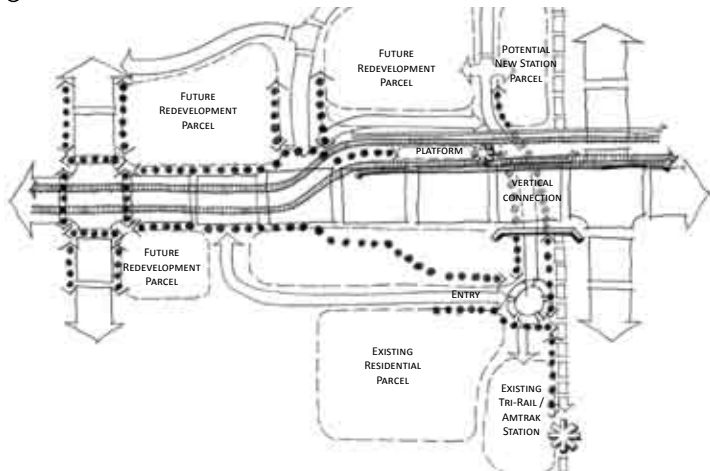 FUTURE
REDEVELOPMENT
PARCEL
POTENTIAL
NEW STATION
PARCEL
FUTURE
REDEVELOPMENT
PARCEL
PLATFORM
VERTICAL
CONNECTION
FUTURE
REDEVELOPMENT
PARCEL
ENTRY
EXISTING
RESIDENTIAL
PARCEL
EXISTING
TRI-RAIL /
AMTRAK
STATION